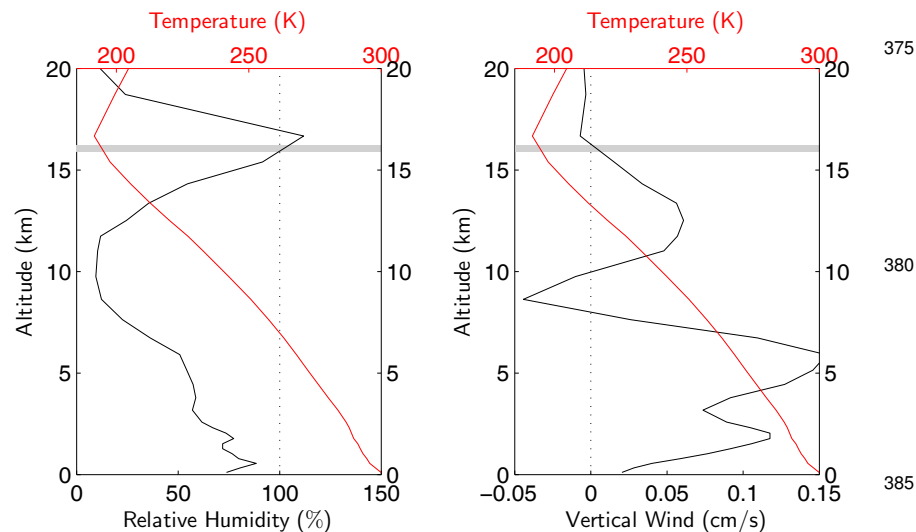 Temperature (K)
200 250 300
20 20
15 15
10 10
5 5
0 0
0 50 100 150
Altitude (km)
Relative Humidity (%)
Temperature (K)
200 250 300
20 20
15 15
10 10
5 5
0 0
−0.05 0 0.05 0.1 0.15
Altitude (km)
Vertical Wind (cm/s)
375
380
385